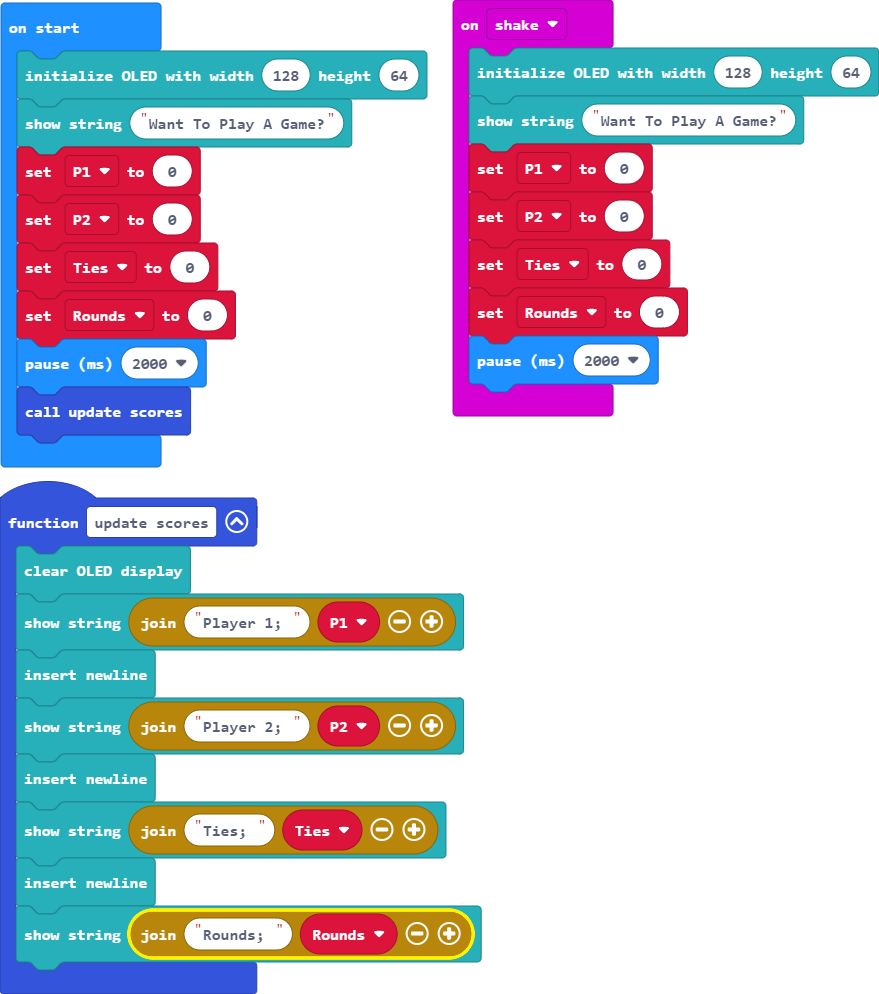 on start
initialize OLED with width 128 height 64
show string "Want To Play A Game?"
set P1 to 0
set P2 to 0
set Ties to 0
set Rounds to 0
pause (ms) 2000
call update scores
on shake
initialize OLED with width 128 height 64
show string "Want To Play A Game?"
set P1 to 0
set P2 to 0
set Ties to 0
set Rounds to 0
pause (ms) 2000
function update scores
clear OLED display
show string join "Player 1; " P1
insert newline
show string join "Player 2; " P2
insert newline
show string join "Ties; " Ties
insert newline
show string join "Rounds; " Rounds